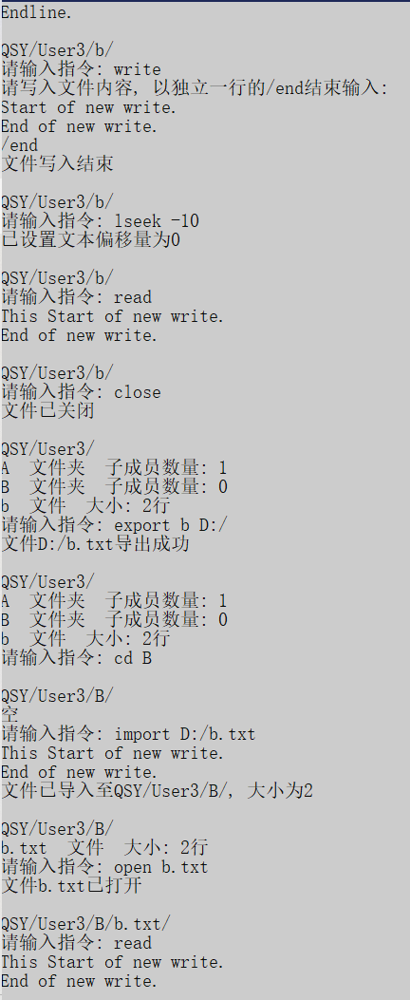 Endline.
QSY/User3/b/
请输入指令: write
请写入文件内容, 以独立一行的/end结束输入:
Start of new write.
End of new write.
/end
文件写入结束
QSY/User3/b/
请输入指令: lseek -10
已设置文本偏移量为0
QSY/User3/b/
请输入指令: read
This Start of new write.
End of new write.
QSY/User3/b/
请输入指令: close
文件已关闭
QSY/User3/
A  文件夹  子成员数量: 1
B  文件夹  子成员数量: 0
b  文件  大小: 2行
请输入指令: export b D:/
文件D:/b.txt导出成功
QSY/User3/
A  文件夹  子成员数量: 1
B  文件夹  子成员数量: 0
b  文件  大小: 2行
请输入指令: cd B
QSY/User3/B/
空
请输入指令: import D:/b.txt
This Start of new write.
End of new write.
文件已导入至QSY/User3/B/, 大小为2
QSY/User3/B/
b.txt  文件  大小: 2行
请输入指令: open b.txt
文件b.txt已打开
QSY/User3/B/b.txt/
请输入指令: read
This Start of new write.
End of new write.